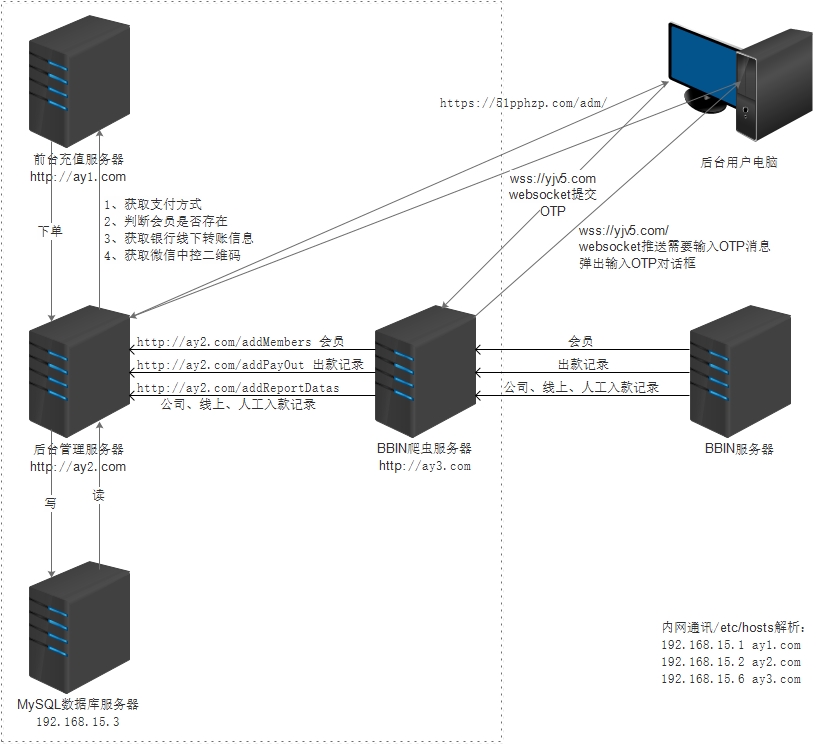 https://51pphzp.com/adm/
前台充值服务器
http://ay1.com
后台用户电脑
下单
1、获取支付方式
2、判断会员是否存在
3、获取银行线下转账信息
4、获取微信中控二维码
wss://yjv5.com
websocket提交
OTP
wss://yjv5.com/
websocket推送需要输入OTP消息
弹出输入OTP对话框
http://ay2.com/addMembers 会员
会员
http://ay2.com/addPayOut 出款记录
出款记录
http://ay2.com/addReportDatas
公司、线上、人工入款记录
公司、线上、人工入款记录
后台管理服务器
http://ay2.com
BBIN爬虫服务器
http://ay3.com
BBIN服务器
写
读
内网通讯/etc/hosts解析:
192.168.15.1 ay1.com
192.168.15.2 ay2.com
192.168.15.6 ay3.com
MySQL数据库服务器
192.168.15.3